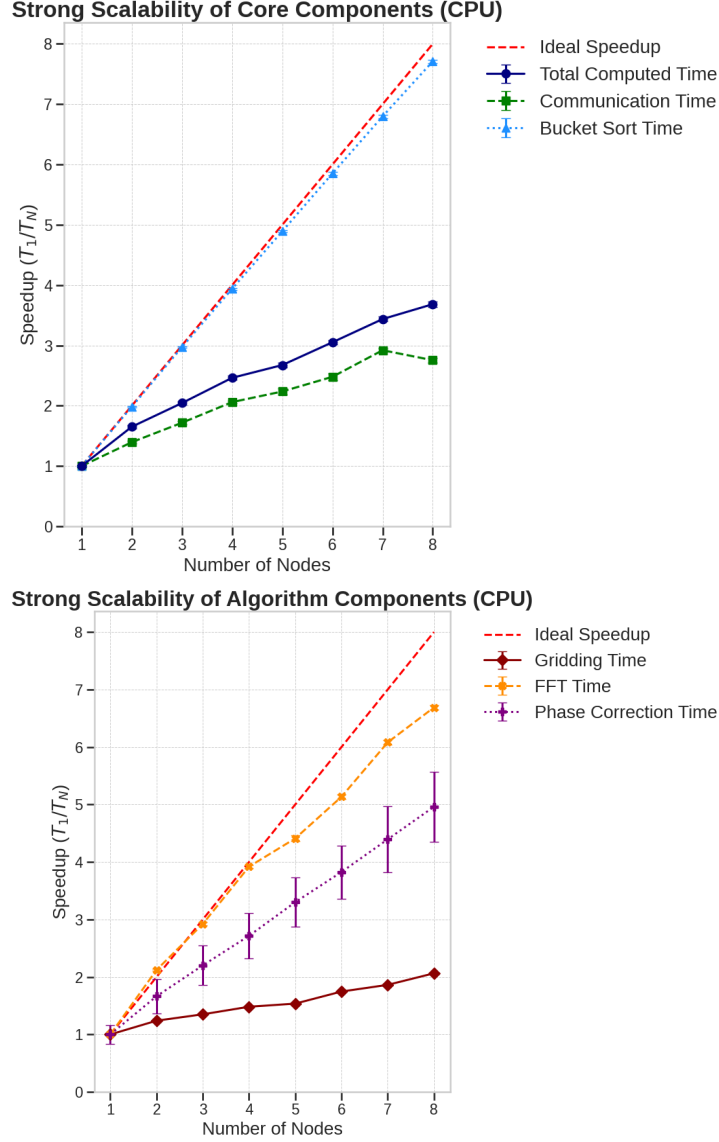 Strong Scalability of Core Components (CPU)
8
7
6
5
4
3
2
1
0
Speedup (T₁/T_N)
1 2 3 4 5 6 7 8
Number of Nodes
Ideal Speedup
Total Computed Time
Communication Time
Bucket Sort Time
Strong Scalability of Algorithm Components (CPU)
8
7
6
5
4
3
2
1
0
Speedup (T₁/T_N)
1 2 3 4 5 6 7 8
Number of Nodes
Ideal Speedup
Gridding Time
FFT Time
Phase Correction Time